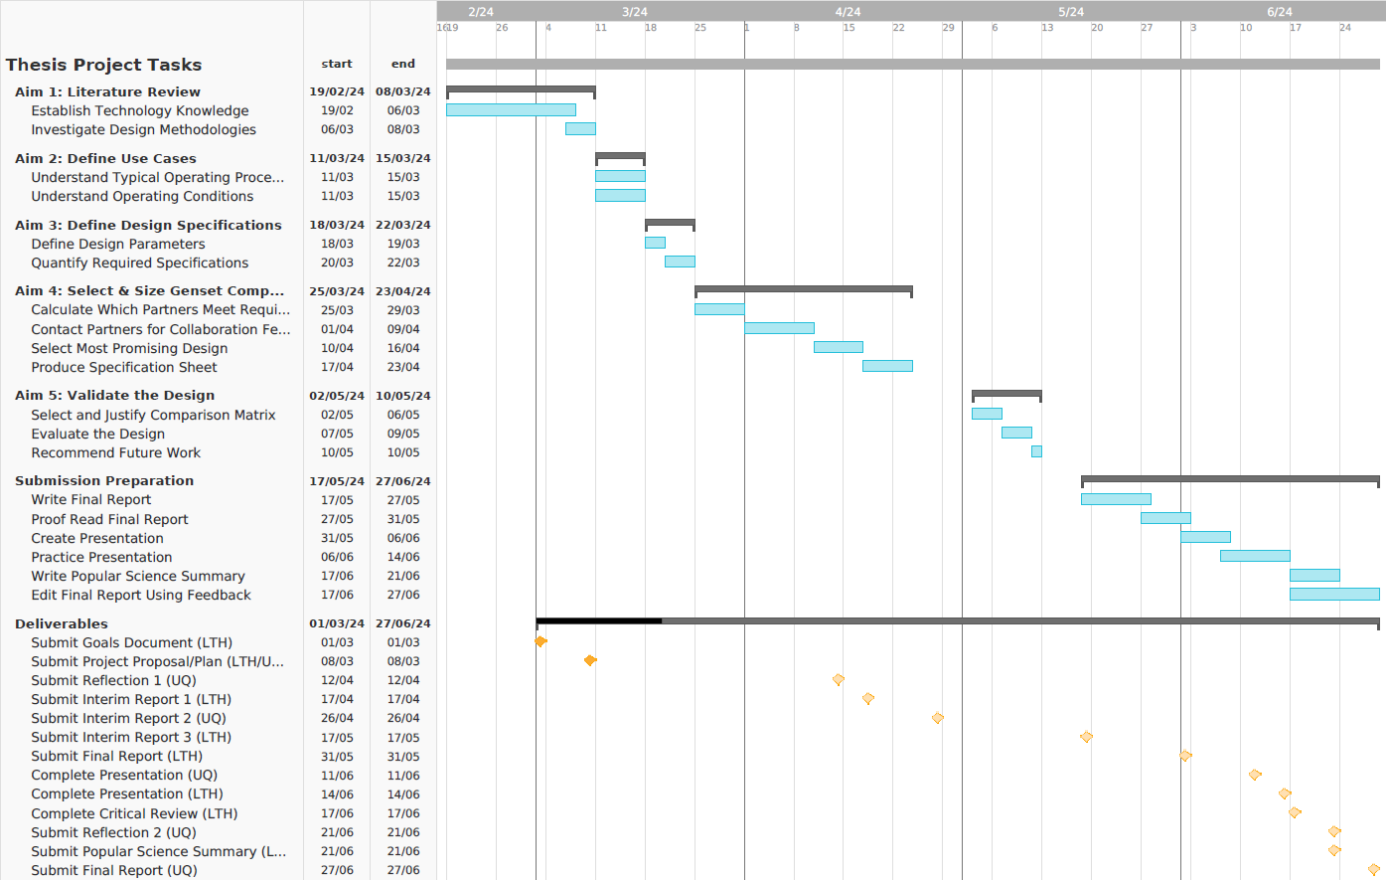 2/24 3/24 4/24 5/24 6/24
16 19 26 4 11 18 25 1 8 15 22 29 6 13 20 27 3 10 17 24
Thesis Project Tasks start end
Aim 1: Literature Review 19/02/24 08/03/24
Establish Technology Knowledge 19/02 06/03
Investigate Design Methodologies 06/03 08/03
Aim 2: Define Use Cases 11/03/24 15/03/24
Understand Typical Operating Proce... 11/03 15/03
Understand Operating Conditions 11/03 15/03
Aim 3: Define Design Specifications 18/03/24 22/03/24
Define Design Parameters 18/03 19/03
Quantify Required Specifications 20/03 22/03
Aim 4: Select & Size Genset Comp... 25/03/24 23/04/24
Calculate Which Partners Meet Requi... 25/03 29/03
Contact Partners for Collaboration Fe... 01/04 09/04
Select Most Promising Design 10/04 16/04
Produce Specification Sheet 17/04 23/04
Aim 5: Validate the Design 02/05/24 10/05/24
Select and Justify Comparison Matrix 02/05 06/05
Evaluate the Design 07/05 09/05
Recommend Future Work 10/05 10/05
Submission Preparation 17/05/24 27/06/24
Write Final Report 17/05 27/05
Proof Read Final Report 27/05 31/05
Create Presentation 31/05 06/06
Practice Presentation 06/06 14/06
Write Popular Science Summary 17/06 21/06
Edit Final Report Using Feedback 17/06 27/06
Deliverables 01/03/24 27/06/24
Submit Goals Document (LTH) 01/03 01/03
Submit Project Proposal/Plan (LTH/U... 08/03 08/03
Submit Reflection 1 (UQ) 12/04 12/04
Submit Interim Report 1 (LTH) 17/04 17/04
Submit Interim Report 2 (UQ) 26/04 26/04
Submit Interim Report 3 (LTH) 17/05 17/05
Submit Final Report (LTH) 31/05 31/05
Complete Presentation (UQ) 11/06 11/06
Complete Presentation (LTH) 14/06 14/06
Complete Critical Review (LTH) 17/06 17/06
Submit Reflection 2 (UQ) 21/06 21/06
Submit Popular Science Summary (L... 21/06 21/06
Submit Final Report (UQ) 27/06 27/06